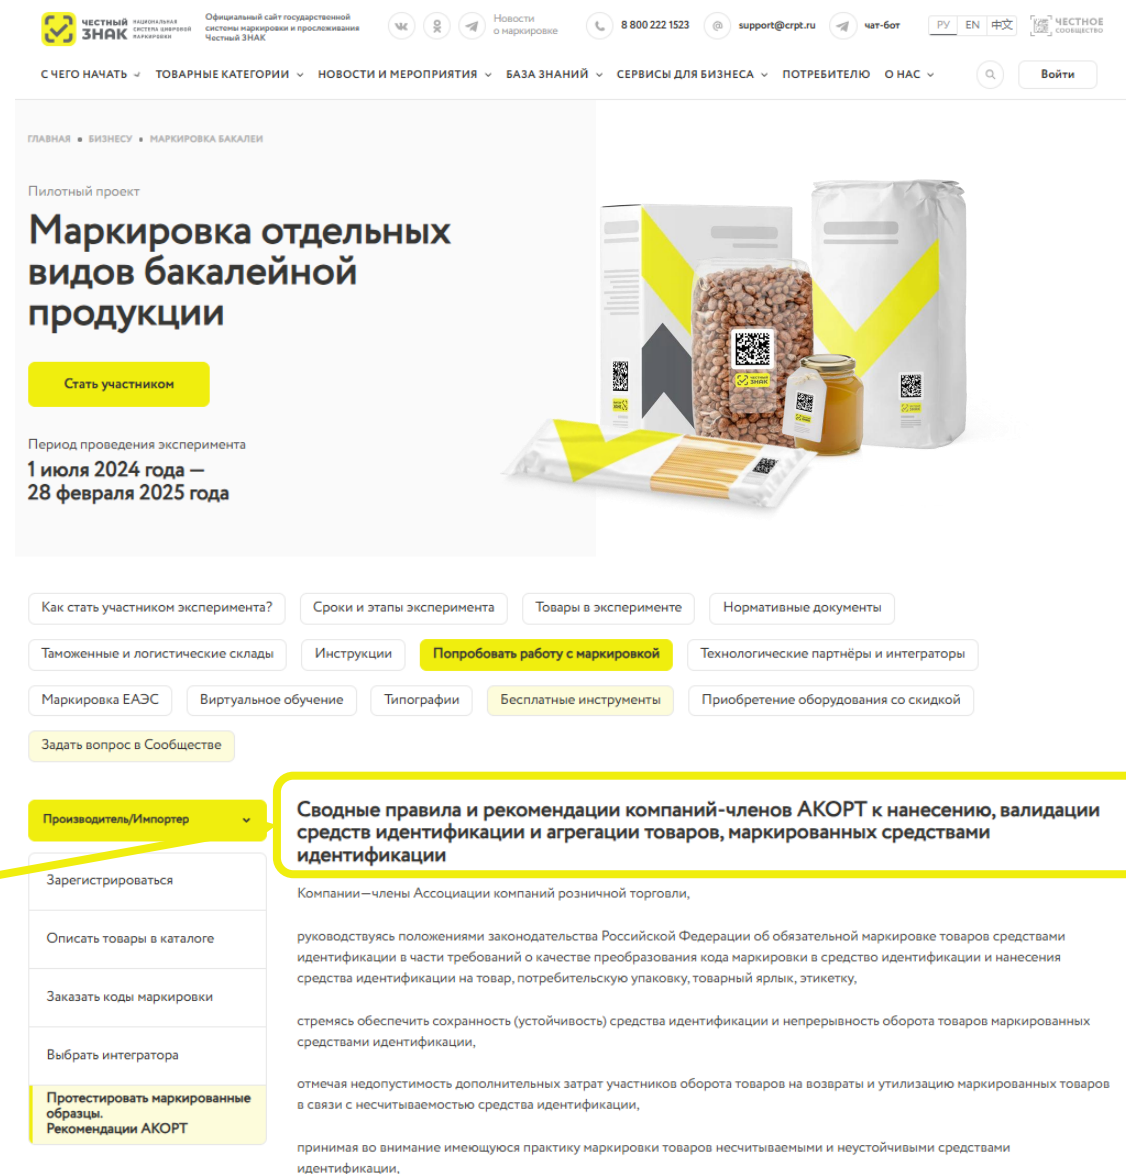 ЧЕСТНЫЙ
ЗНАК
НАЦИОНАЛЬНАЯ
СИСТЕМА ЦИФРОВОЙ
МАРКИРОВКИ
Официальный сайт государственной
системы маркировки и прослеживания
Честный ЗНАК
Новости
о маркировке
8 800 222 1523
@ support@crpt.ru
чат-бот
РУ EN 中文
ЧЕСТНОЕ
СООБЩЕСТВО
С ЧЕГО НАЧАТЬ ТОВАРНЫЕ КАТЕГОРИИ НОВОСТИ И МЕРОПРИЯТИЯ БАЗА ЗНАНИЙ СЕРВИСЫ ДЛЯ БИЗНЕСА ПОТРЕБИТЕЛЮ О НАС Войти
ГЛАВНАЯ БИЗНЕСУ МАРКИРОВКА БАКАЛЕИ
Пилотный проект
Маркировка отдельных
видов бакалейной
продукции
Стать участником
Период проведения эксперимента
1 июля 2024 года —
28 февраля 2025 года
ЧЕСТНЫЙ
ЗНАК
Как стать участником эксперимента? Сроки и этапы эксперимента Товары в эксперименте Нормативные документы
Таможенные и логистические склады Инструкции Попробовать работу с маркировкой Технологические партнёры и интеграторы
Маркировка ЕАЭС Виртуальное обучение Типографии Бесплатные инструменты Приобретение оборудования со скидкой
Задать вопрос в Сообществе
Производитель/Импортер
Зарегистрироваться
Описать товары в каталоге
Заказать коды маркировки
Выбрать интегратора
Протестировать маркированные
образцы.
Рекомендации АКОРТ
Сводные правила и рекомендации компаний-членов АКОРТ к нанесению, валидации
средств идентификации и агрегации товаров, маркированных средствами
идентификации
Компании—члены Ассоциации компаний розничной торговли,
руководствуясь положениями законодательства Российской Федерации об обязательной маркировке товаров средствами
идентификации в части требований о качестве преобразования кода маркировки в средство идентификации и нанесения
средства идентификации на товар, потребительскую упаковку, товарный ярлык, этикетку,
стремясь обеспечить сохранность (устойчивость) средства идентификации и непрерывность оборота товаров маркированных
средствами идентификации,
отмечая недопустимость дополнительных затрат участников оборота товаров на возвраты и утилизацию маркированных товаров
в связи с несчитываемостью средства идентификации,
принимая во внимание имеющуюся практику маркировки товаров несчитываемыми и неустойчивыми средствами
идентификации,